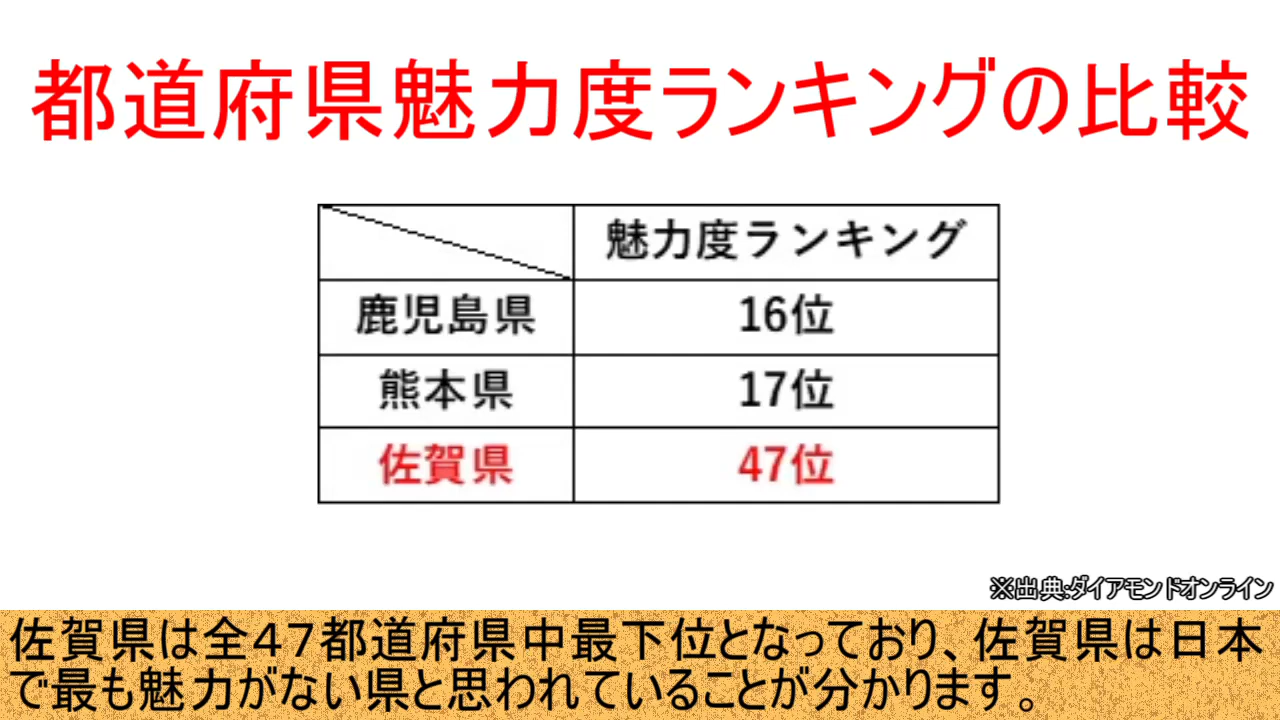 都道府県魅力度ランキングの比較
魅力度ランキング
鹿児島県 16位
熊本県 17位
佐賀県 47位
※出典:ダイアモンドオンライン
佐賀県は全47都道府県中最下位となっており、佐賀県は日本
で最も魅力がない県と思われていることが分かります。